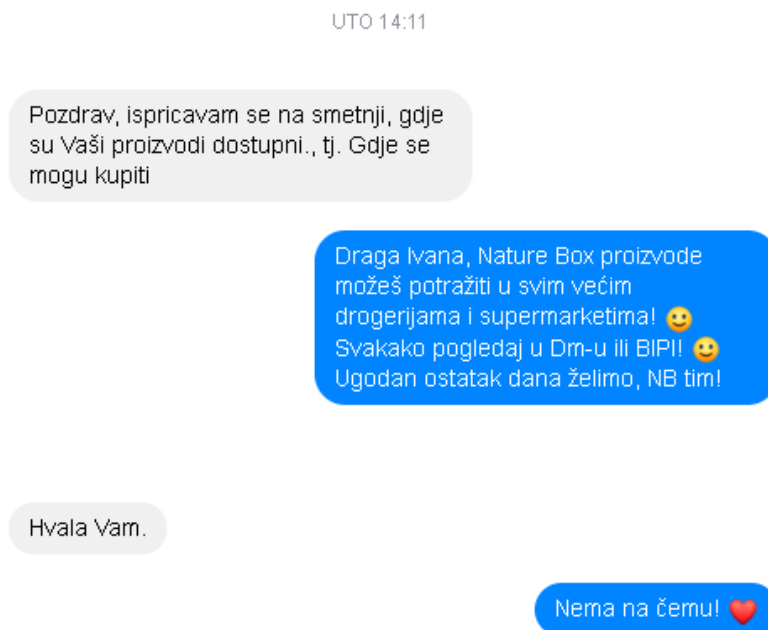 UTO 14:11
Pozdrav, ispricavam se na smetnji, gdje
su Vaši proizvodi dostupni., tj. Gdje se
mogu kupiti
Draga Ivana, Nature Box proizvode
možeš potražiti u svim većim
drogerijama i supermarketima! 🙂
Svakako pogledaj u Dm-u ili BIPI! 🙂
Ugodan ostatak dana želimo, NB tim!
Hvala Vam.
Nema na čemu! ❤️